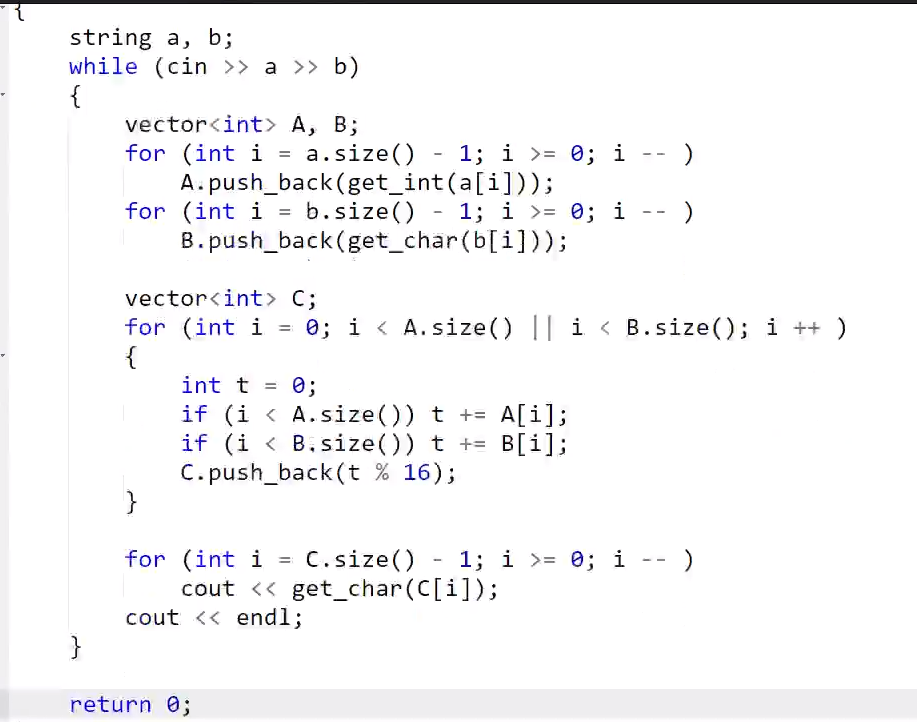 {
    string a, b;
    while (cin >> a >> b)
    {
        vector<int> A, B;
        for (int i = a.size() - 1; i >= 0; i -- )
            A.push_back(get_int(a[i]));
        for (int i = b.size() - 1; i >= 0; i -- )
            B.push_back(get_char(b[i]));

        vector<int> C;
        for (int i = 0; i < A.size() || i < B.size(); i ++ )
        {
            int t = 0;
            if (i < A.size()) t += A[i];
            if (i < B.size()) t += B[i];
            C.push_back(t % 16);
        }

        for (int i = C.size() - 1; i >= 0; i -- )
            cout << get_char(C[i]);
        cout << endl;
    }

    return 0;